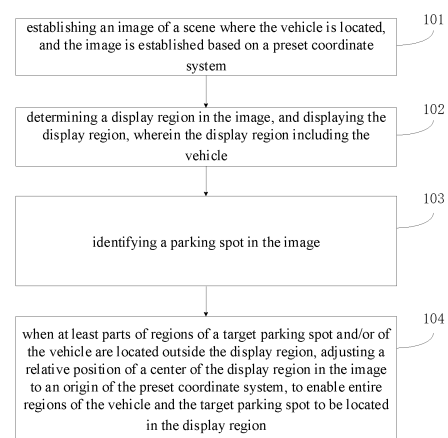 101
establishing an image of a scene where the vehicle is located,
and the image is established based on a preset coordinate
system
102
determining a display region in the image, and displaying the
display region, wherein the display region including the
vehicle
103
identifying a parking spot in the image
104
when at least parts of regions of a target parking spot and/or of
the vehicle are located outside the display region, adjusting a
relative position of a center of the display region in the image
to an origin of the preset coordinate system, to enable entire
regions of the vehicle and the target parking spot to be located
in the display region